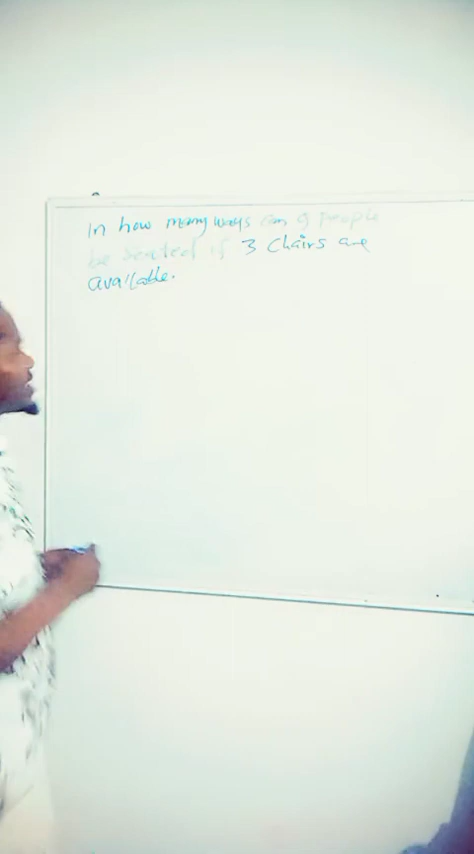 In how many ways can 9 people
be seated if 3 chairs are
available.